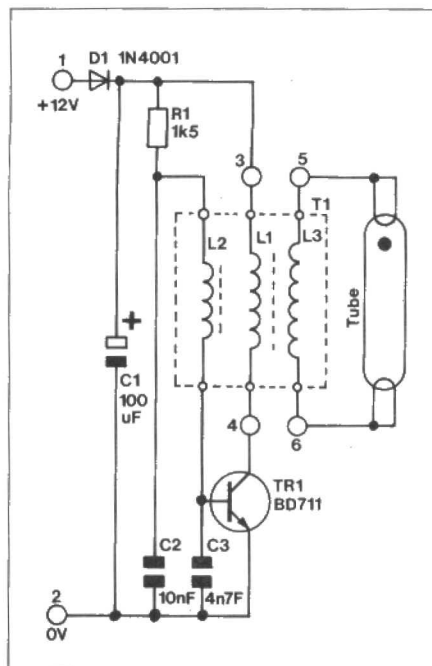 1
D1 1N4001
+12V
R1
1k5
3
5
T1
L2
L1
L3
Tube
+
C1
100
uF
4
6
TR1
BD711
C2
C3
10nF
4n7F
2
0V